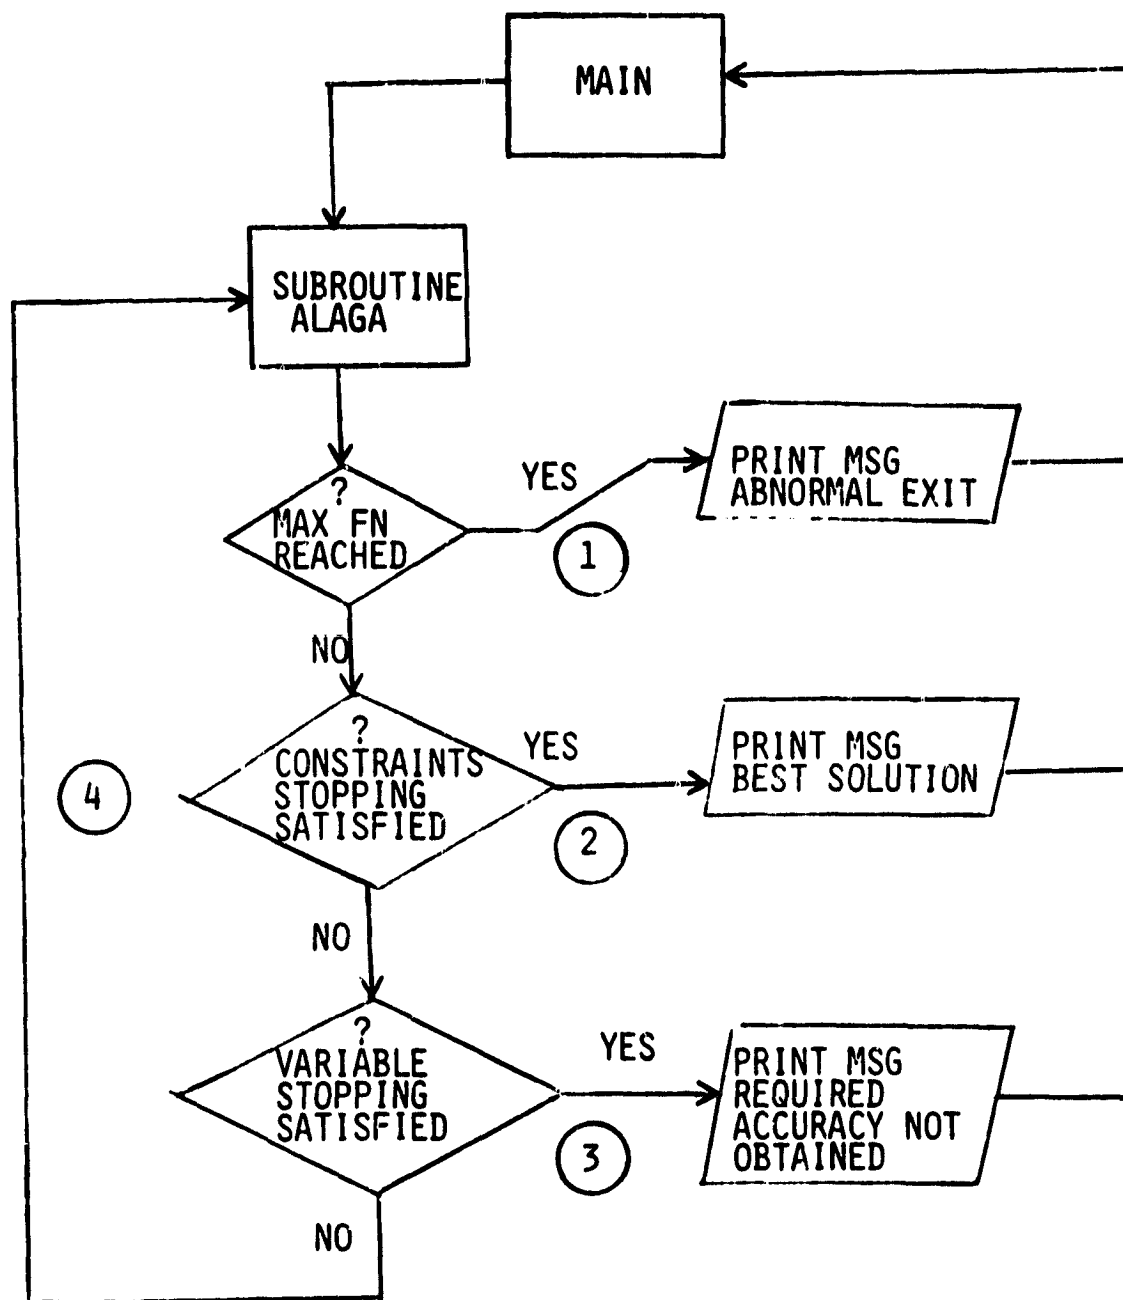 MAIN
SUBROUTINE
ALAGA
?
MAX FN
REACHED
YES
1
PRINT MSG
ABNORMAL EXIT
NO
?
CONSTRAINTS
STOPPING
SATISFIED
YES
2
PRINT MSG
BEST SOLUTION
4
NO
?
VARIABLE
STOPPING
SATISFIED
YES
3
PRINT MSG
REQUIRED
ACCURACY NOT
OBTAINED
NO